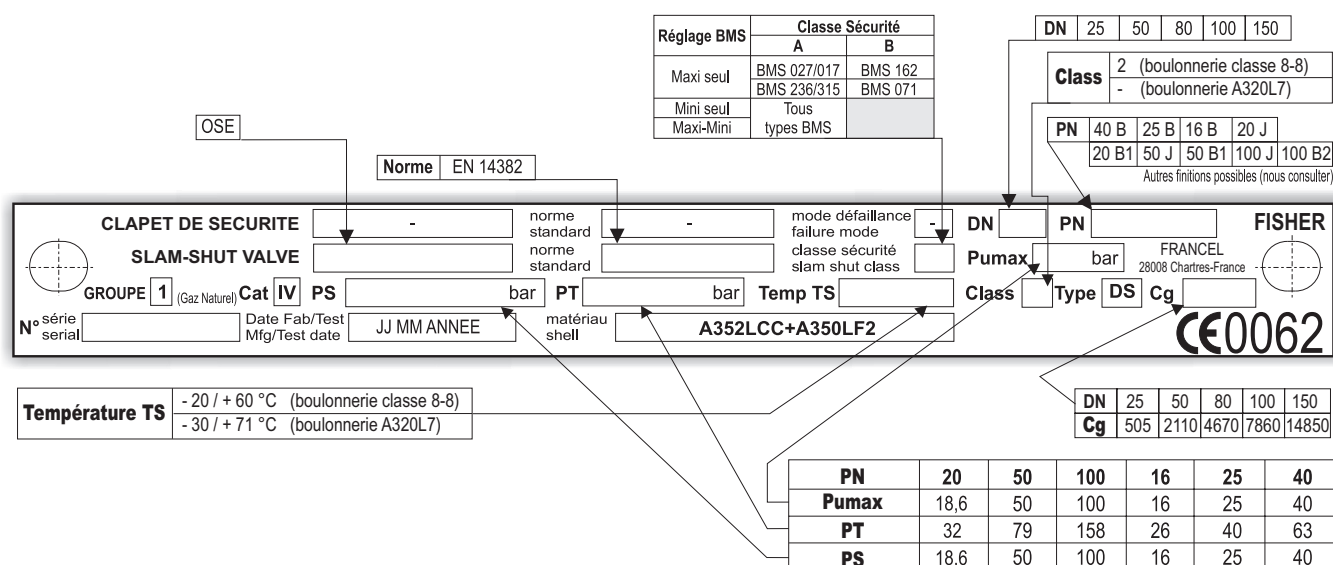 Réglage BMS Classe Sécurité
A B
Maxi seul BMS 027/017 BMS 162
BMS 236/315 BMS 071
Mini seul Tous
Maxi-Mini types BMS
DN 25 50 80 100 150
Class 2 (boulonnerie classe 8-8)
- (boulonnerie A320L7)
PN 40 B 25 B 16 B 20 J
20 B1 50 J 50 B1 100 J 100 B2
Autres finitions possibles (nous consulter)
OSE
Norme EN 14382
CLAPET DE SECURITE - norme standard - mode défaillance failure mode - DN PN FISHER
SLAM-SHUT VALVE norme standard classe sécurité slam shut class Pumax bar FRANCEL
28008 Chartres-France
GROUPE 1 (Gaz Naturel) Cat IV PS bar PT bar Temp TS Class Type DS Cg
N° série serial Date Fab/Test Mfg/Test date JJ MM ANNEE matériau shell A352LCC+A350LF2 CE0062
Température TS - 20 / + 60 °C (boulonnerie classe 8-8)
- 30 / + 71 °C (boulonnerie A320L7)
DN 25 50 80 100 150
Cg 505 2110 4670 7860 14850
PN 20 50 100 16 25 40
Pumax 18,6 50 100 16 25 40
PT 32 79 158 26 40 63
PS 18,6 50 100 16 25 40